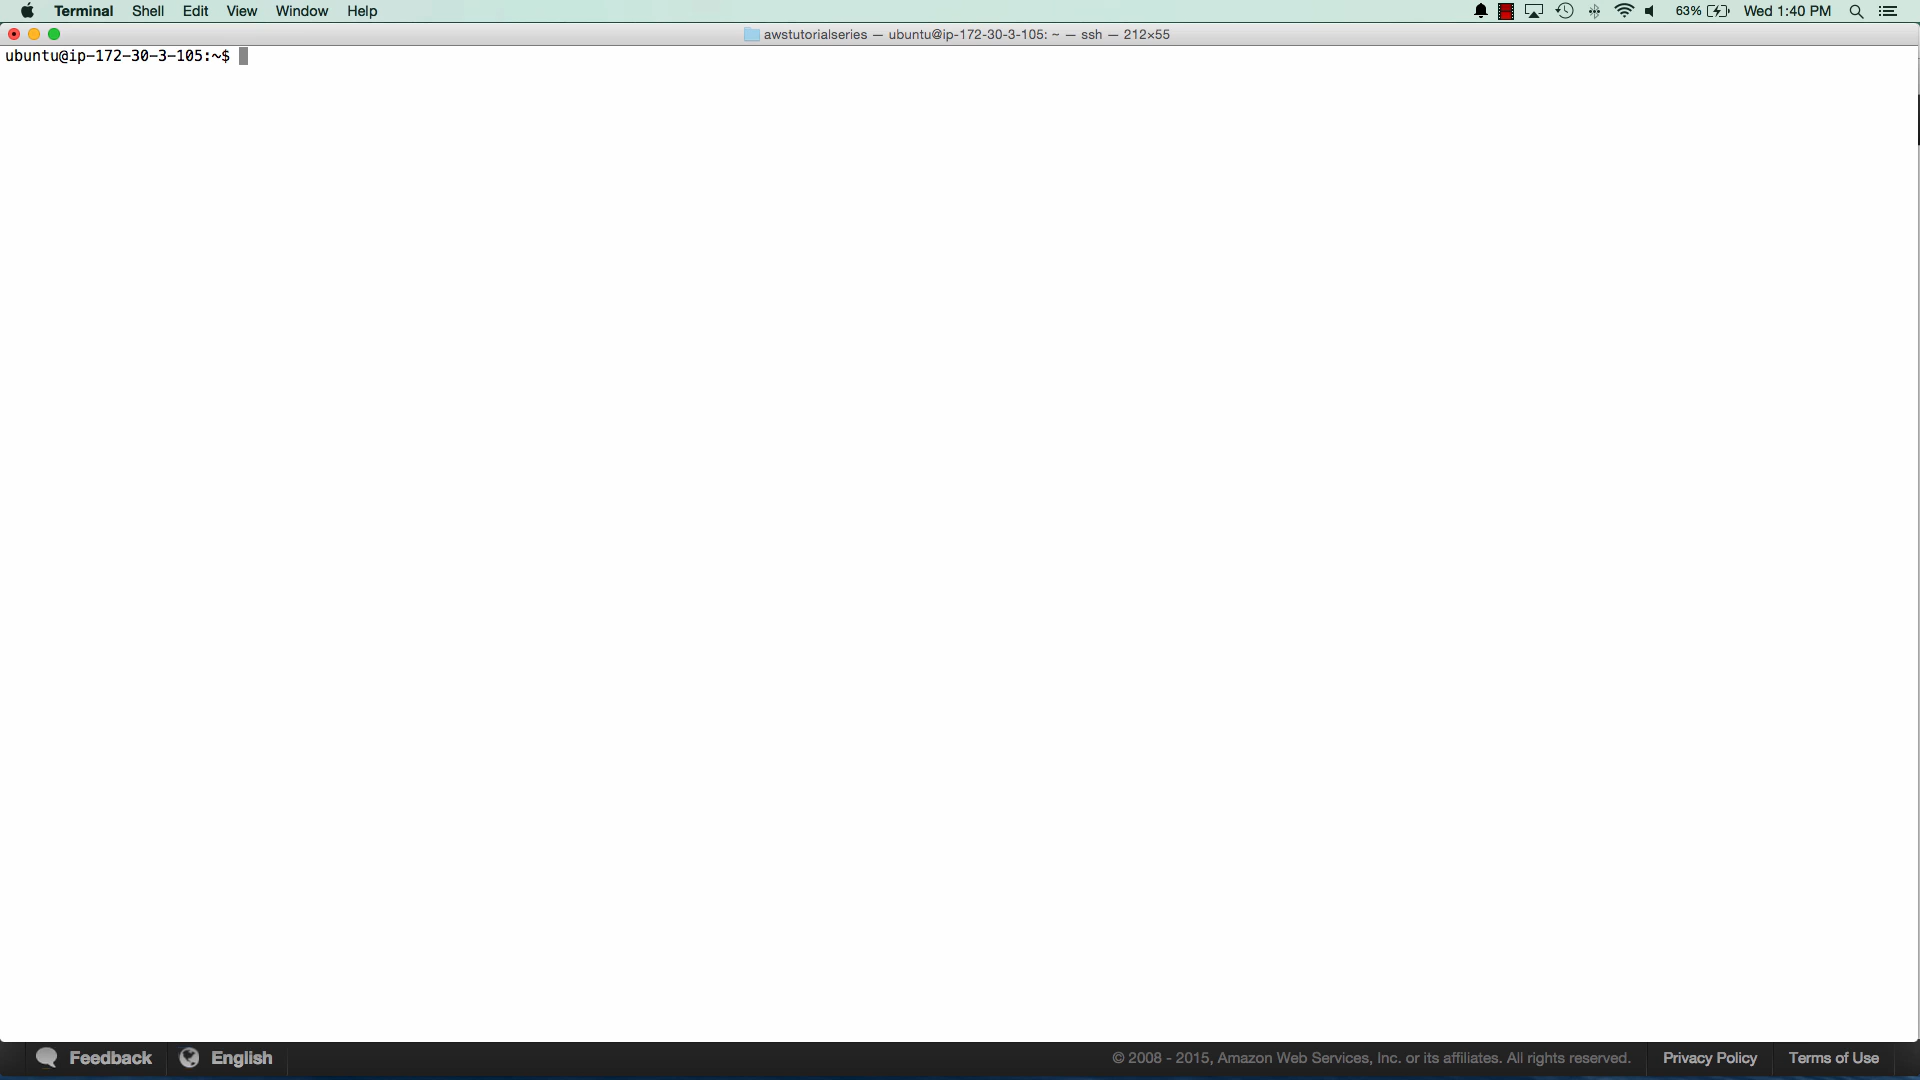 Terminal Shell Edit View Window Help 63% Wed 1:40 PM
awstutorialseries — ubuntu@ip-172-30-3-105: ~ — ssh — 212×55
ubuntu@ip-172-30-3-105:~$
Feedback English © 2008 - 2015, Amazon Web Services, Inc. or its affiliates. All rights reserved. Privacy Policy Terms of Use